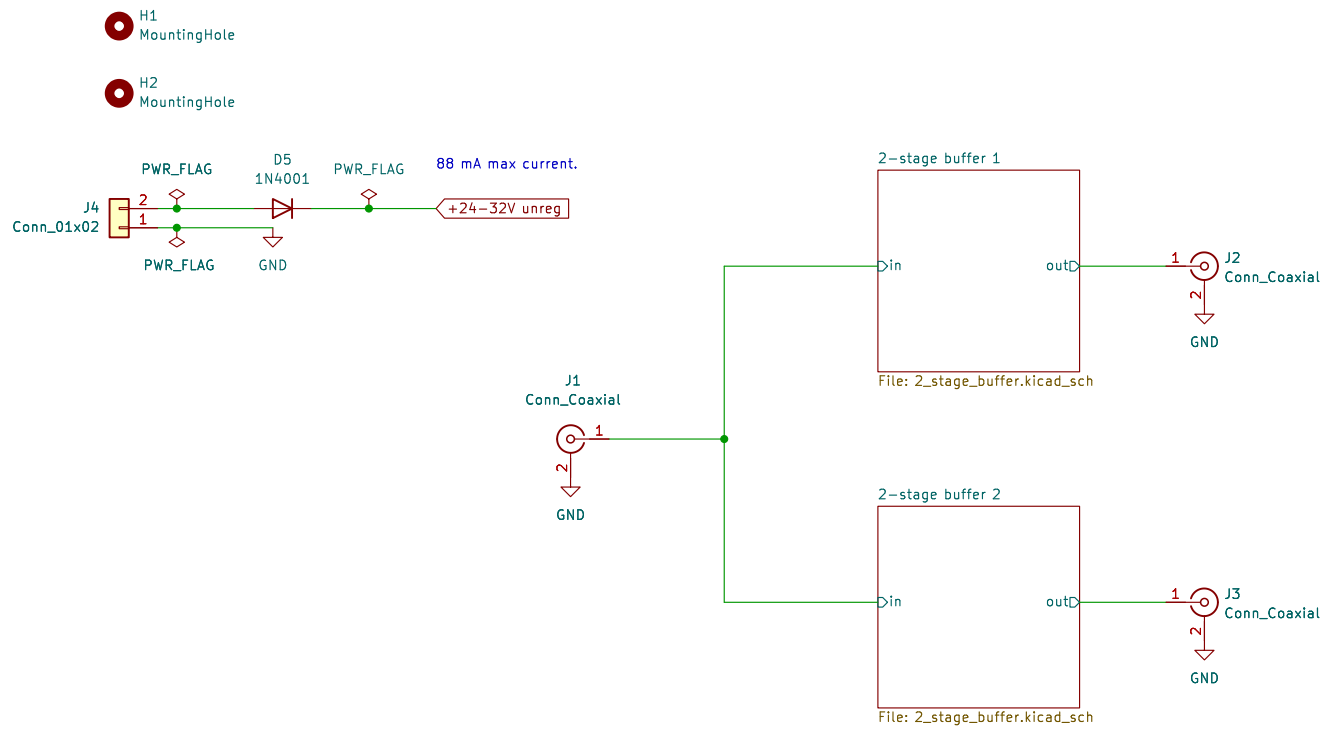 H1
MountingHole
H2
MountingHole
PWR_FLAG
D5
1N4001
PWR_FLAG
88 mA max current.
J4
Conn_01x02
2
1
+24-32V unreg
PWR_FLAG
GND
2-stage buffer 1
in
out
1
J2
Conn_Coaxial
2
GND
File: 2_stage_buffer.kicad_sch
J1
Conn_Coaxial
1
2
GND
2-stage buffer 2
in
out
1
J3
Conn_Coaxial
2
GND
File: 2_stage_buffer.kicad_sch